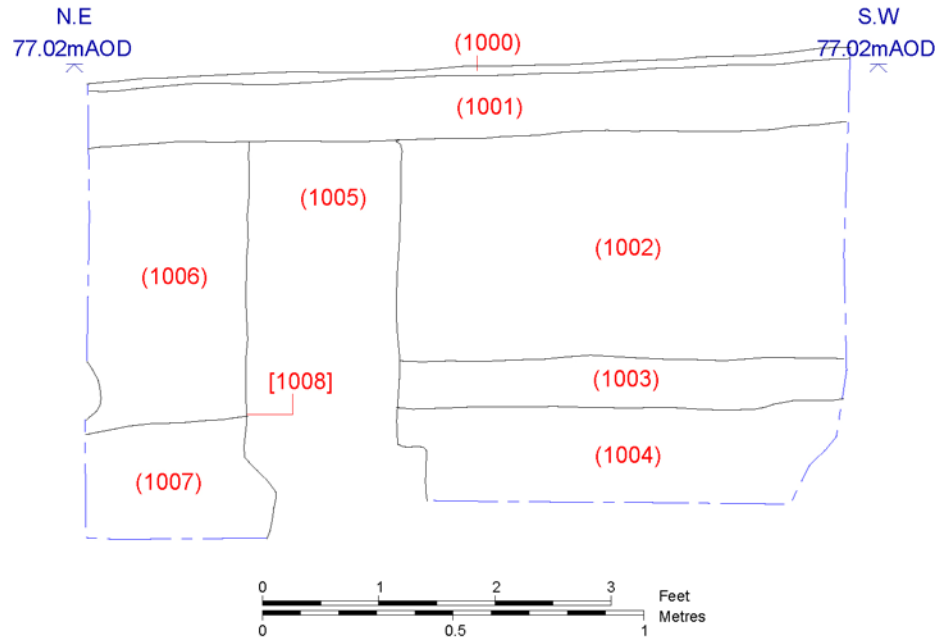 N.E
77.02mAOD
S.W
77.02mAOD
(1000)
(1001)
(1005)
(1002)
(1006)
[1008]
(1003)
(1004)
(1007)
0 1 2 3
Feet
Metres
0 0.5 1